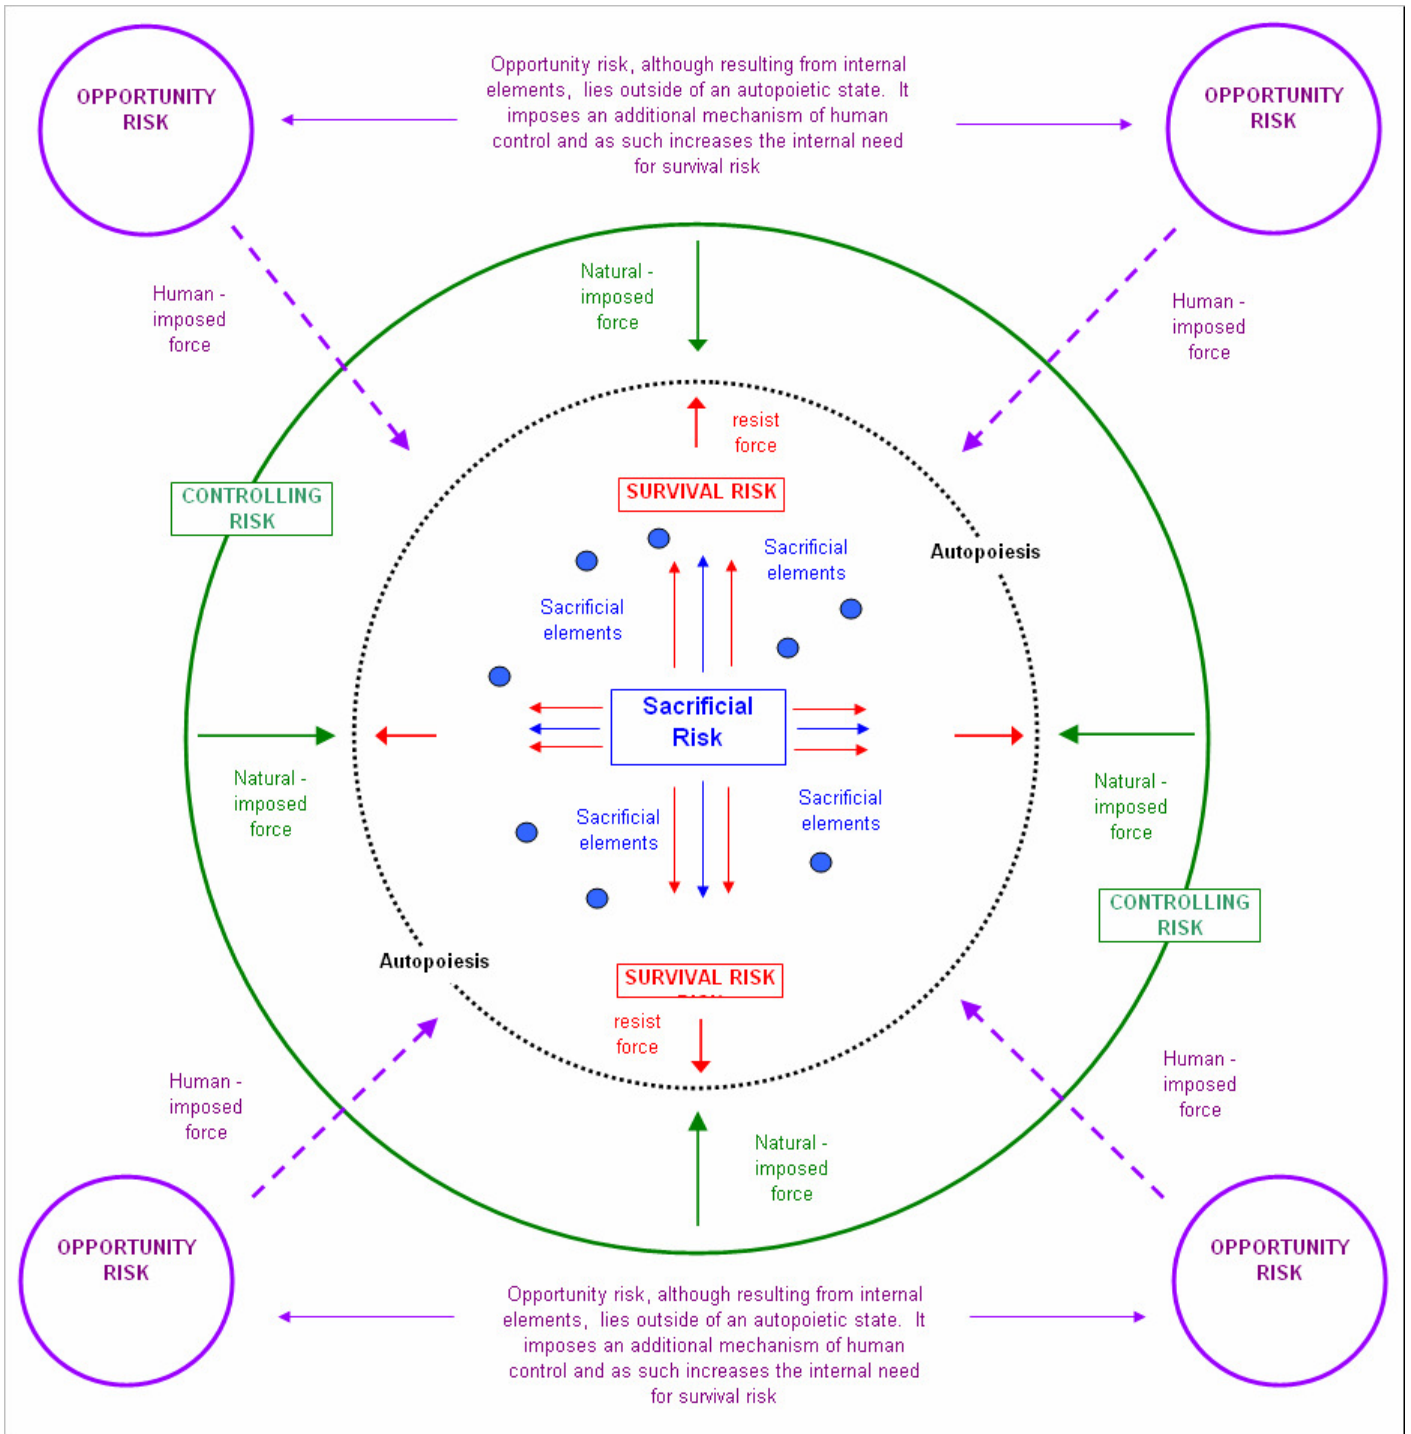 OPPORTUNITY
RISK
Opportunity risk, although resulting from internal
elements, lies outside of an autopoietic state. It
imposes an additional mechanism of human
control and as such increases the internal need
for survival risk
OPPORTUNITY
RISK
Human -
imposed
force
Natural -
imposed
force
Human -
imposed
force
resist
force
CONTROLLING
RISK
SURVIVAL RISK
Autopoiesis
Sacrificial
elements
Sacrificial
elements
Sacrificial
Risk
Natural -
imposed
force
Natural -
imposed
force
Sacrificial
elements
Sacrificial
elements
CONTROLLING
RISK
Autopoiesis
SURVIVAL RISK
resist
force
Human -
imposed
force
Human -
imposed
force
Natural -
imposed
force
OPPORTUNITY
RISK
OPPORTUNITY
RISK
Opportunity risk, although resulting from internal
elements, lies outside of an autopoietic state. It
imposes an additional mechanism of human
control and as such increases the internal need
for survival risk